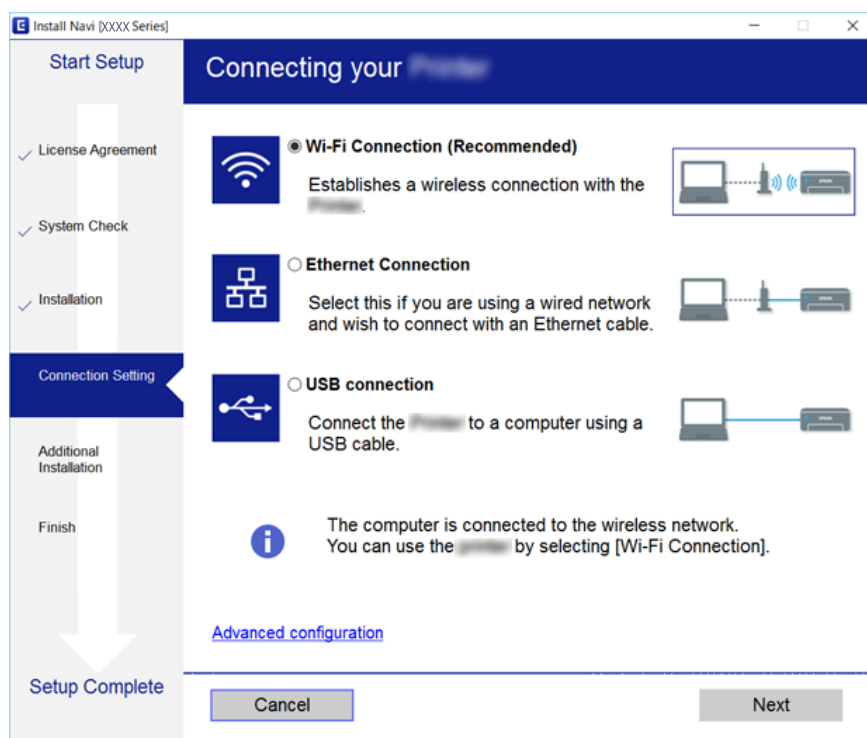 Install Navi [XXXX Series]
Start Setup
License Agreement
System Check
Installation
Connection Setting
Additional
Installation
Finish
Setup Complete
Connecting your
Wi-Fi Connection (Recommended)
Establishes a wireless connection with the
.
Ethernet Connection
Select this if you are using a wired network
and wish to connect with an Ethernet cable.
USB connection
Connect the to a computer using a
USB cable.
The computer is connected to the wireless network.
You can use the by selecting [Wi-Fi Connection].
Advanced configuration
Cancel
Next